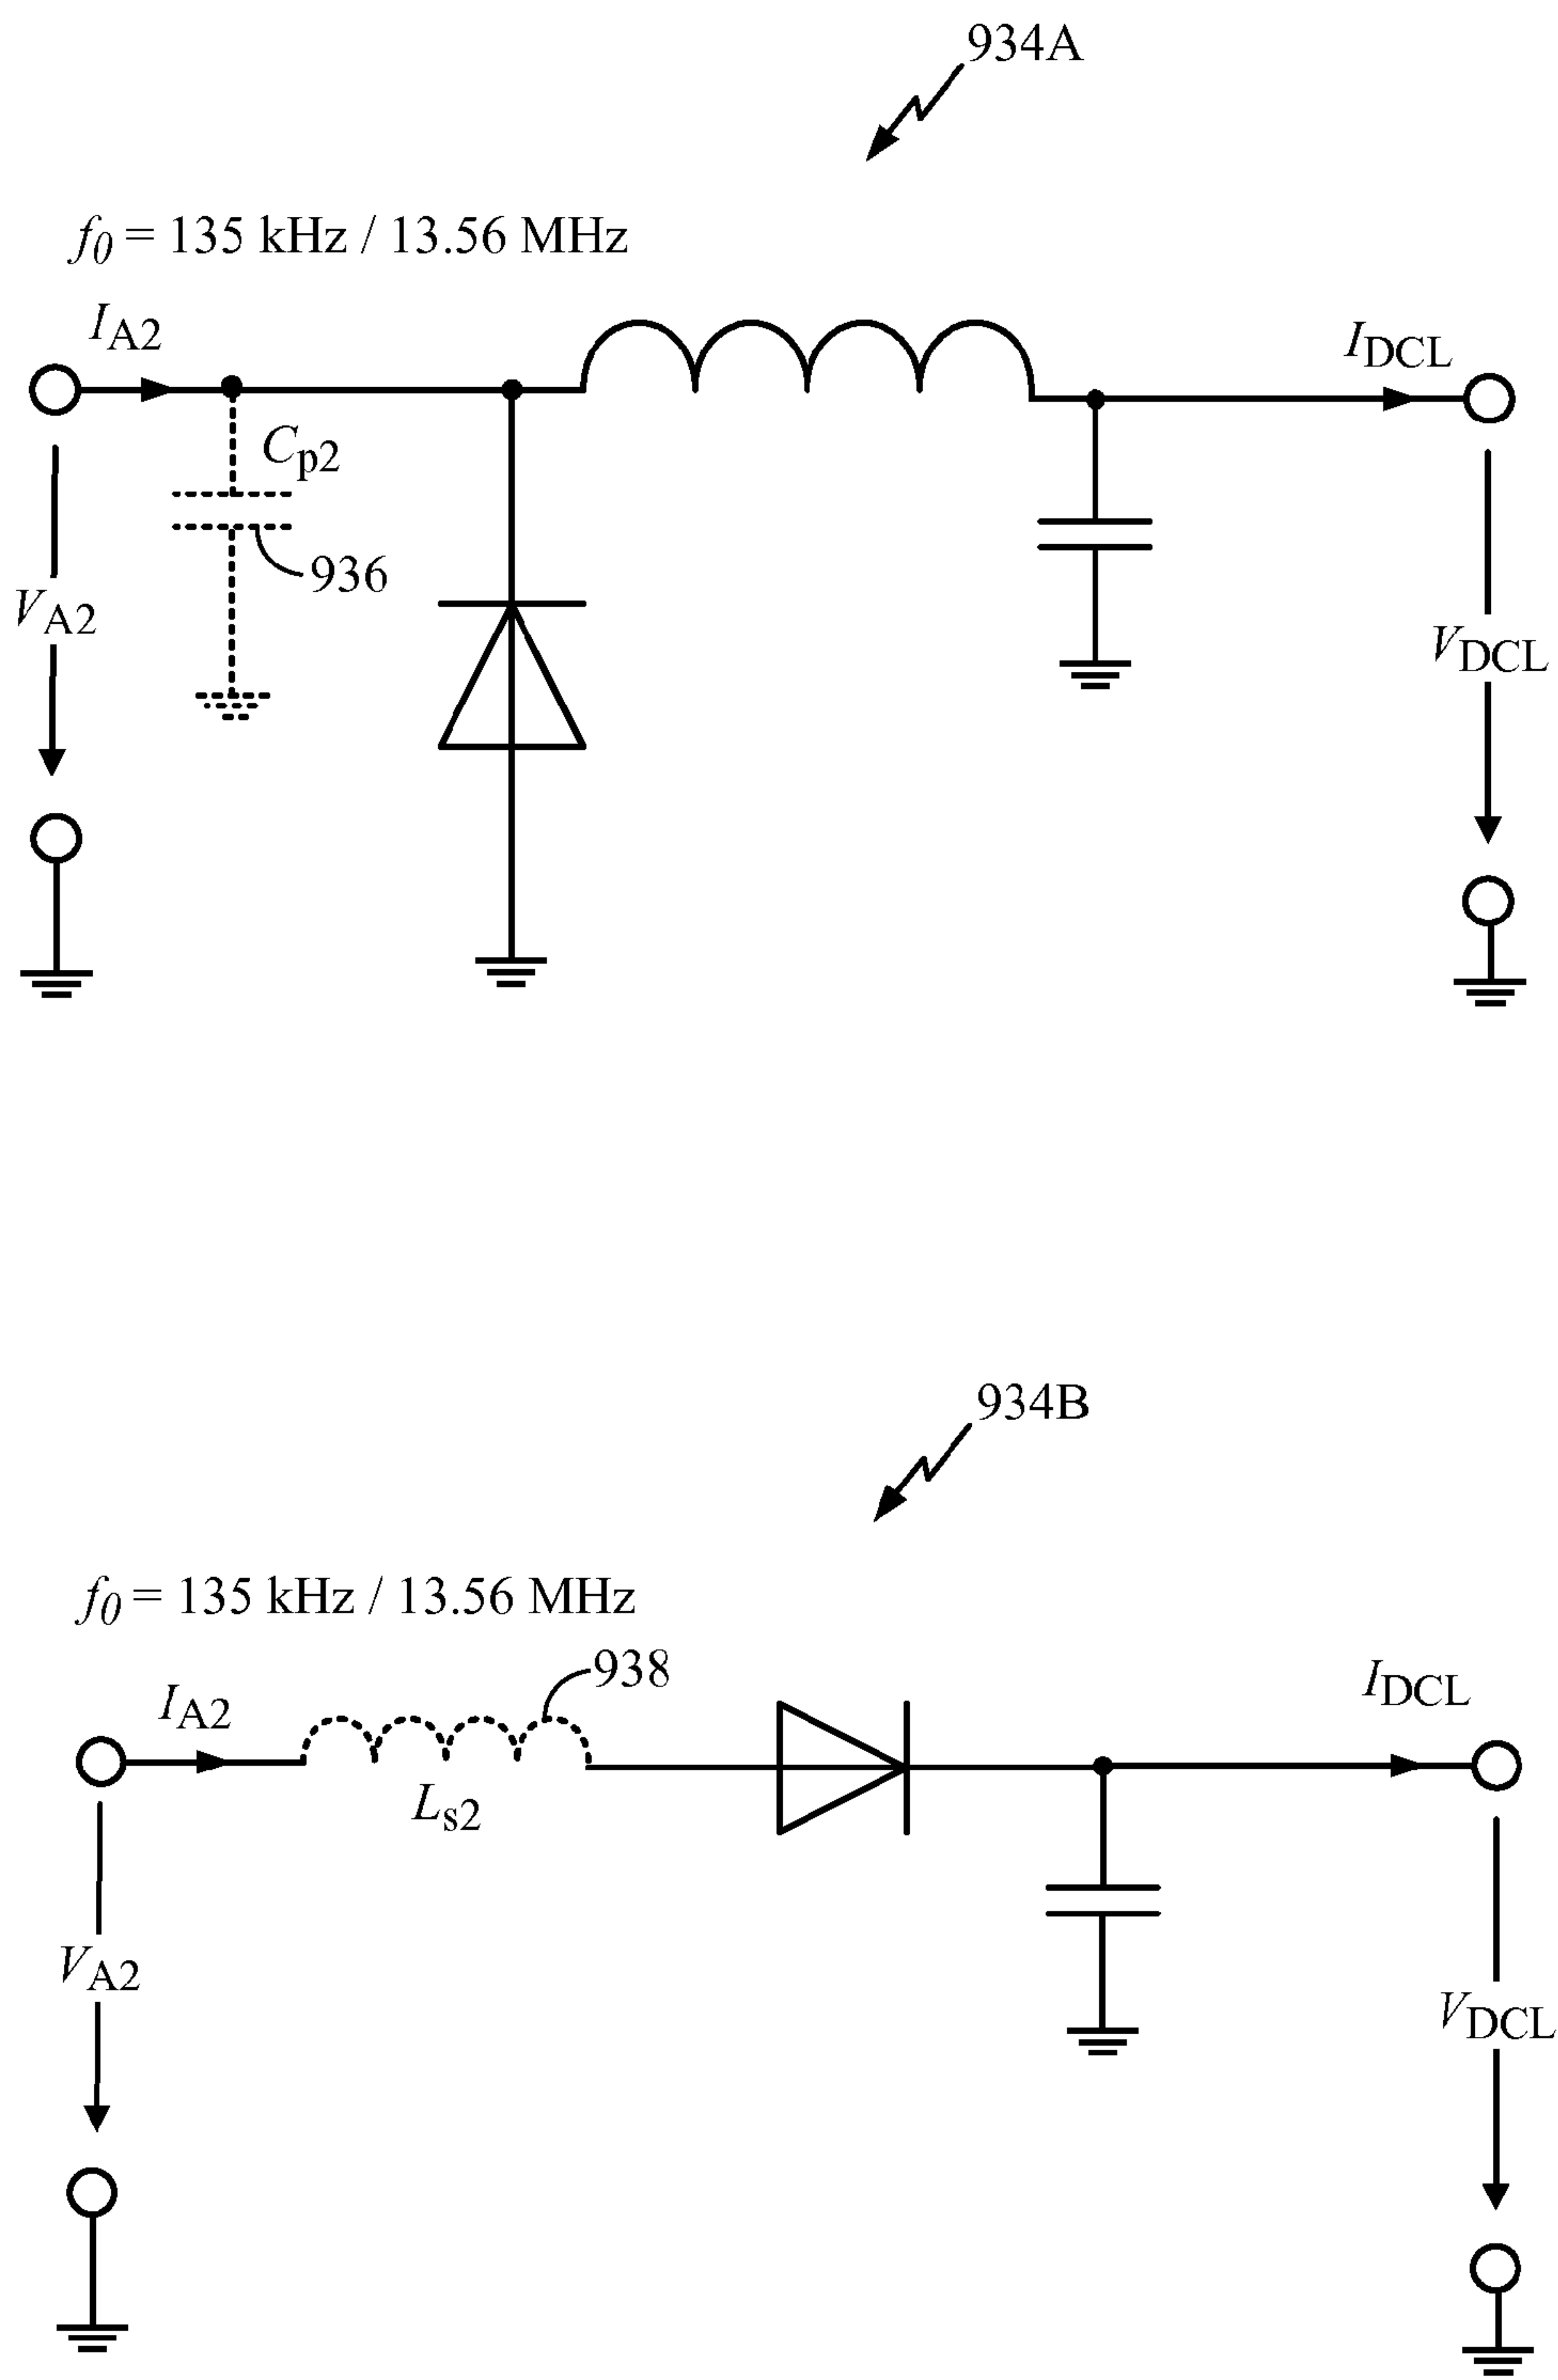 934A
f0 = 135 kHz / 13.56 MHz
IA2
IDCL
Cp2
936
VA2
VDCL
934B
f0 = 135 kHz / 13.56 MHz
938
IA2
IDCL
Ls2
VA2
VDCL